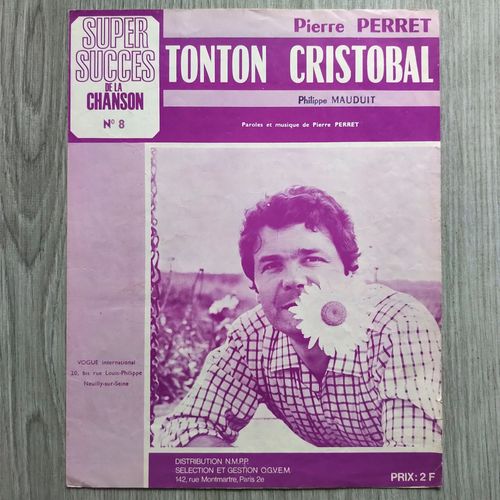 SUPER
SUCCES
DE LA
CHANSON
Nº 8
Pierre PERRET
TONTON CRISTOBAL
Philippe MAUDUIT
Paroles et musique de Pierre PERRET
VOGUE international
20, bis rue Louis-Philippe
Neuilly-sur-Seine
DISTRIBUTION N.M.P.P.
SELECTION ET GESTION O.G.V.E.M.
142, rue Montmartre, Paris 2e
PRIX: 2 F